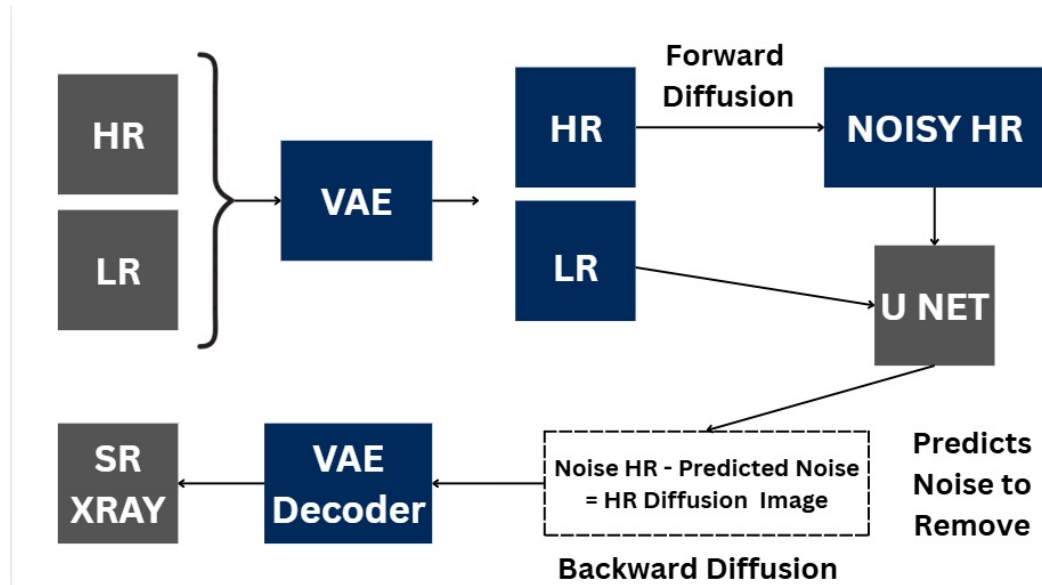 HR
LR
VAE
HR
LR
Forward
Diffusion
NOISY HR
U NET
Predicts
Noise to
Remove
Noise HR - Predicted Noise
= HR Diffusion Image
Backward Diffusion
VAE
Decoder
SR
XRAY